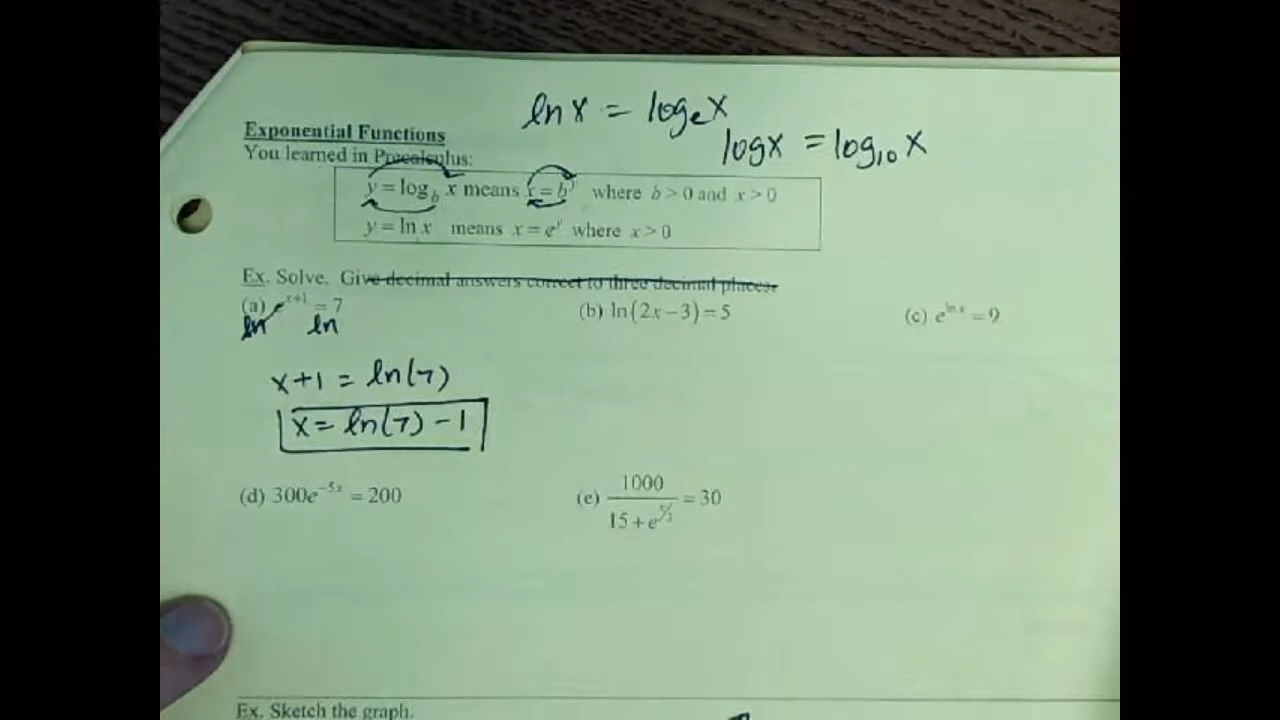 ln x = logₑx
log x = log₁₀ x
Exponential Functions
You learned in Precalculus:
y = log_b x means x = b^y where b > 0 and x > 0
y = ln x means x = e^y where x > 0
Ex. Solve. Give decimal answers correct to three decimal places.
(a) e^(x+1) = 7
(b) ln(2x − 3) = 5
(c) e^(ln x) = 9
ln ln
x+1 = ln(7)
x = ln(7) − 1
(d) 300e^(−5x) = 200
(e) 1000 / (15 + e^(x/3)) = 30
Ex. Sketch the graph.